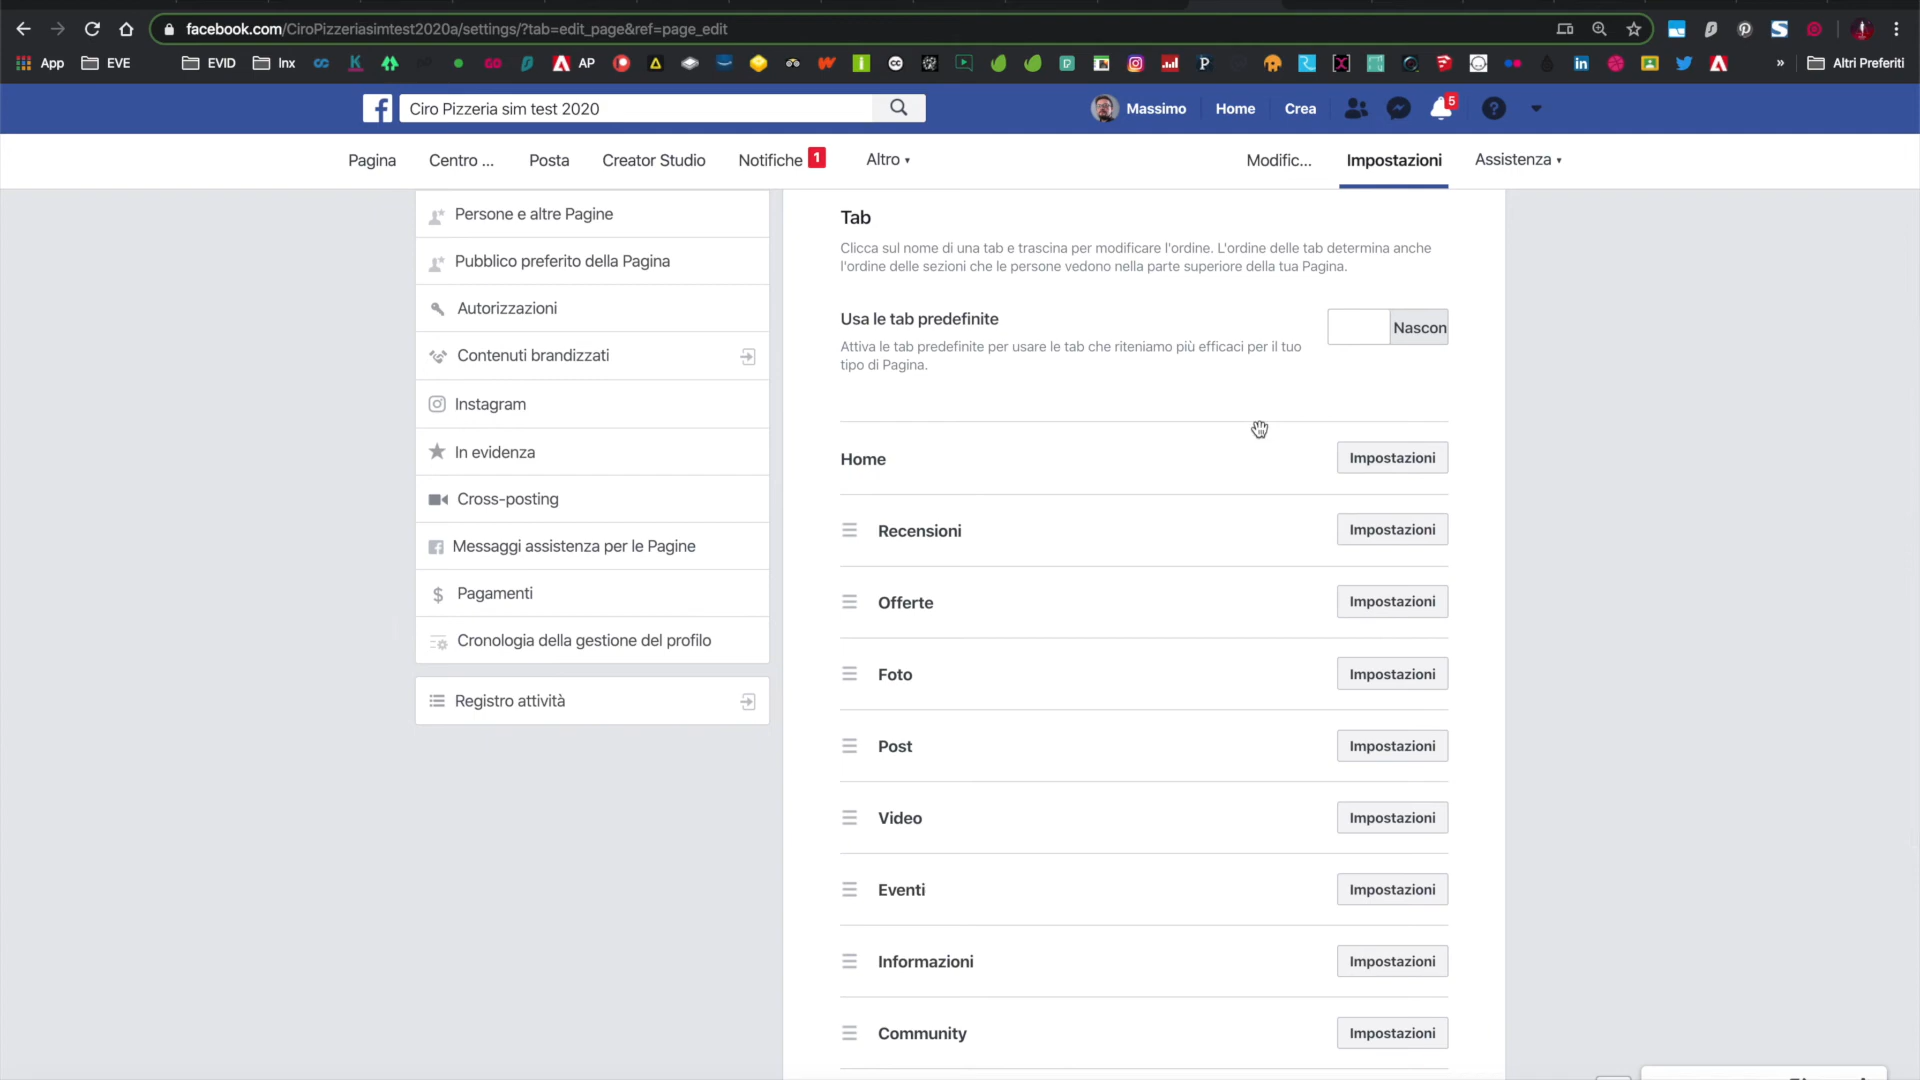 facebook.com/CiroPizzeriasimtest2020a/settings/?tab=edit_page&ref=page_edit
App EVE EVID Inx AP Altri Preferiti
Ciro Pizzeria sim test 2020 Massimo Home Crea 5
Pagina Centro ... Posta Creator Studio Notifiche 1 Altro Modific... Impostazioni Assistenza
Persone e altre Pagine
Pubblico preferito della Pagina
Autorizzazioni
Contenuti brandizzati
Instagram
In evidenza
Cross-posting
Messaggi assistenza per le Pagine
Pagamenti
Cronologia della gestione del profilo
Registro attività
Tab
Clicca sul nome di una tab e trascina per modificare l'ordine. L'ordine delle tab determina anche
l'ordine delle sezioni che le persone vedono nella parte superiore della tua Pagina.
Usa le tab predefinite
Nascon
Attiva le tab predefinite per usare le tab che riteniamo più efficaci per il tuo
tipo di Pagina.
Home Impostazioni
Recensioni Impostazioni
Offerte Impostazioni
Foto Impostazioni
Post Impostazioni
Video Impostazioni
Eventi Impostazioni
Informazioni Impostazioni
Community Impostazioni